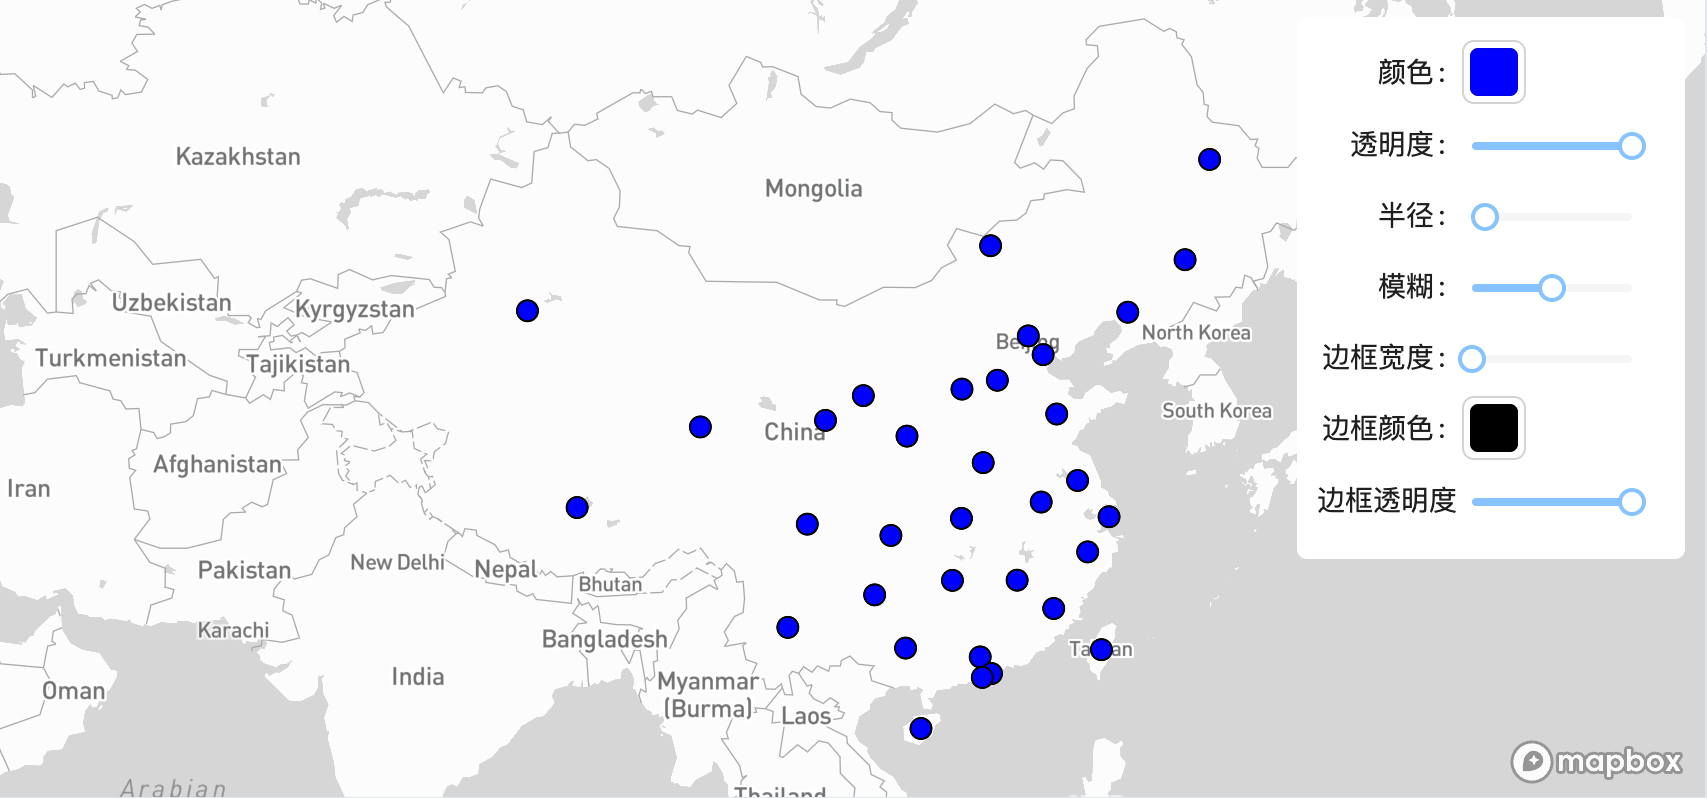 Kazakhstan
Mongolia
Uzbekistan
Kyrgyzstan
Turkmenistan
Tajikistan
Beijing
North Korea
South Korea
China
Afghanistan
Iran
New Delhi
Nepal
Pakistan
Bhutan
Karachi
Bangladesh
India
Taiwan
Oman
Myanmar
(Burma)
Laos
Arabian
Thailand
颜色：
透明度：
半径：
模糊：
边框宽度：
边框颜色：
边框透明度
mapbox